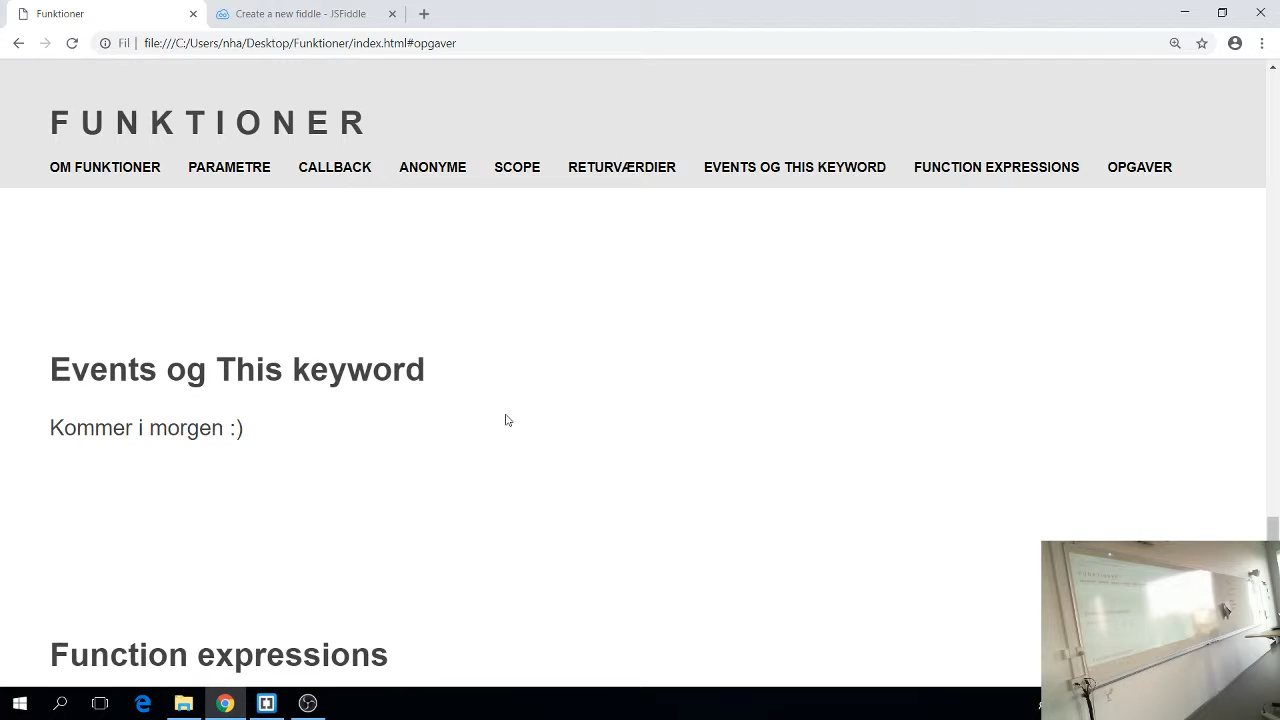 Funktioner
Create a new fiddle - JSFiddle
Fil
file:///C:/Users/nha/Desktop/Funktioner/index.html#opgaver
FUNKTIONER
OM FUNKTIONER PARAMETRE CALLBACK ANONYME SCOPE RETURVÆRDIER EVENTS OG THIS KEYWORD FUNCTION EXPRESSIONS OPGAVER
Events og This keyword
Kommer i morgen :)
Function expressions